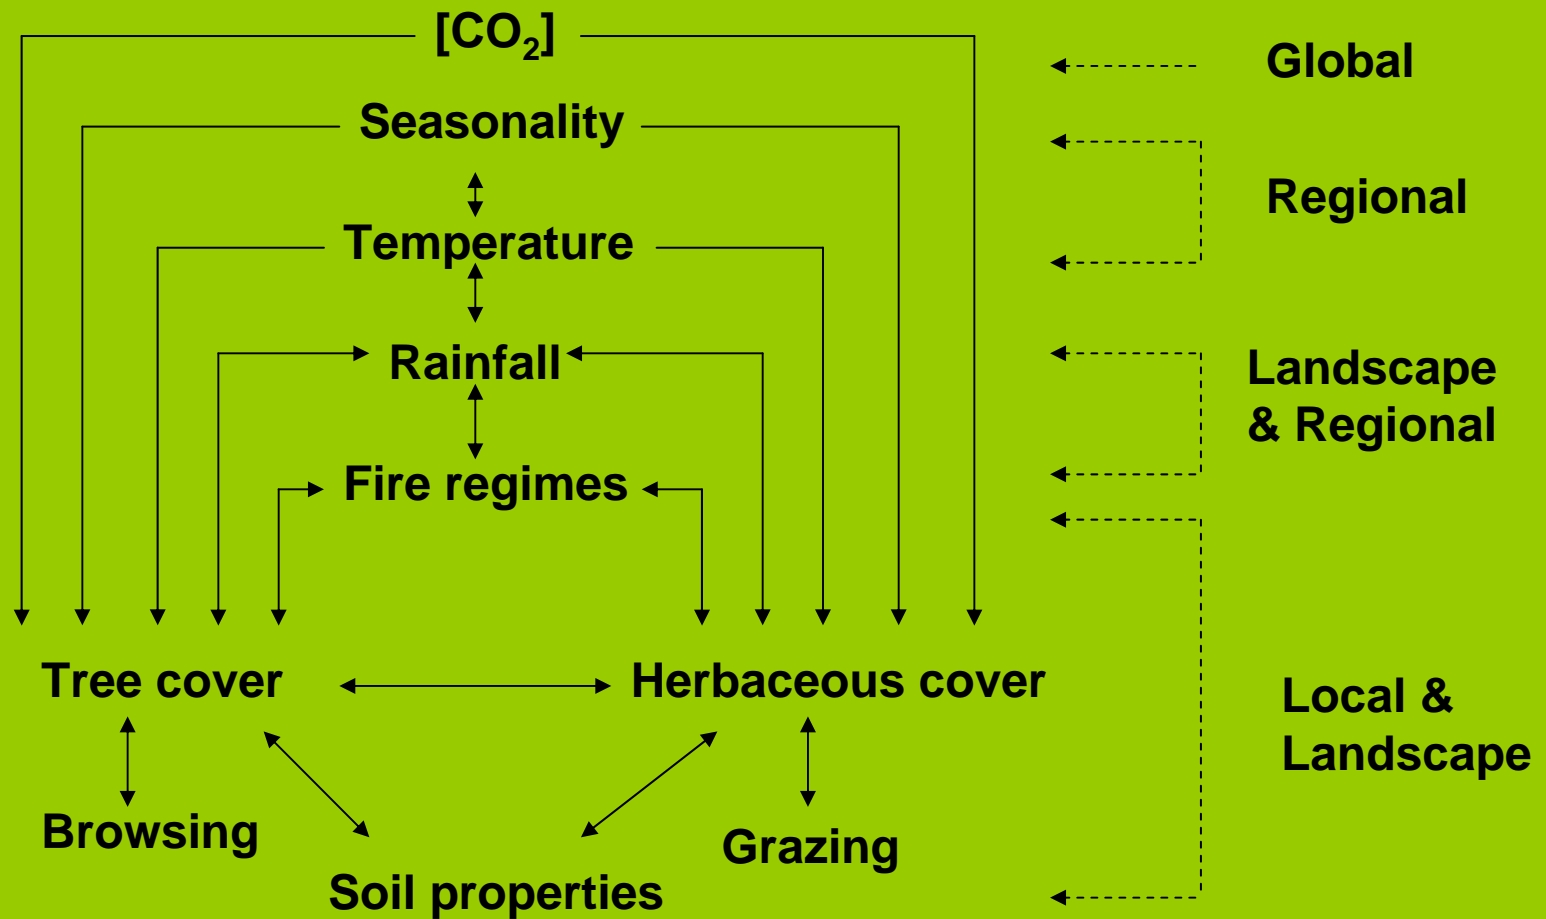 [CO₂]
Global
Seasonality
Regional
Temperature
Rainfall
Landscape
& Regional
Fire regimes
Tree cover
Herbaceous cover
Local &
Landscape
Browsing
Grazing
Soil properties